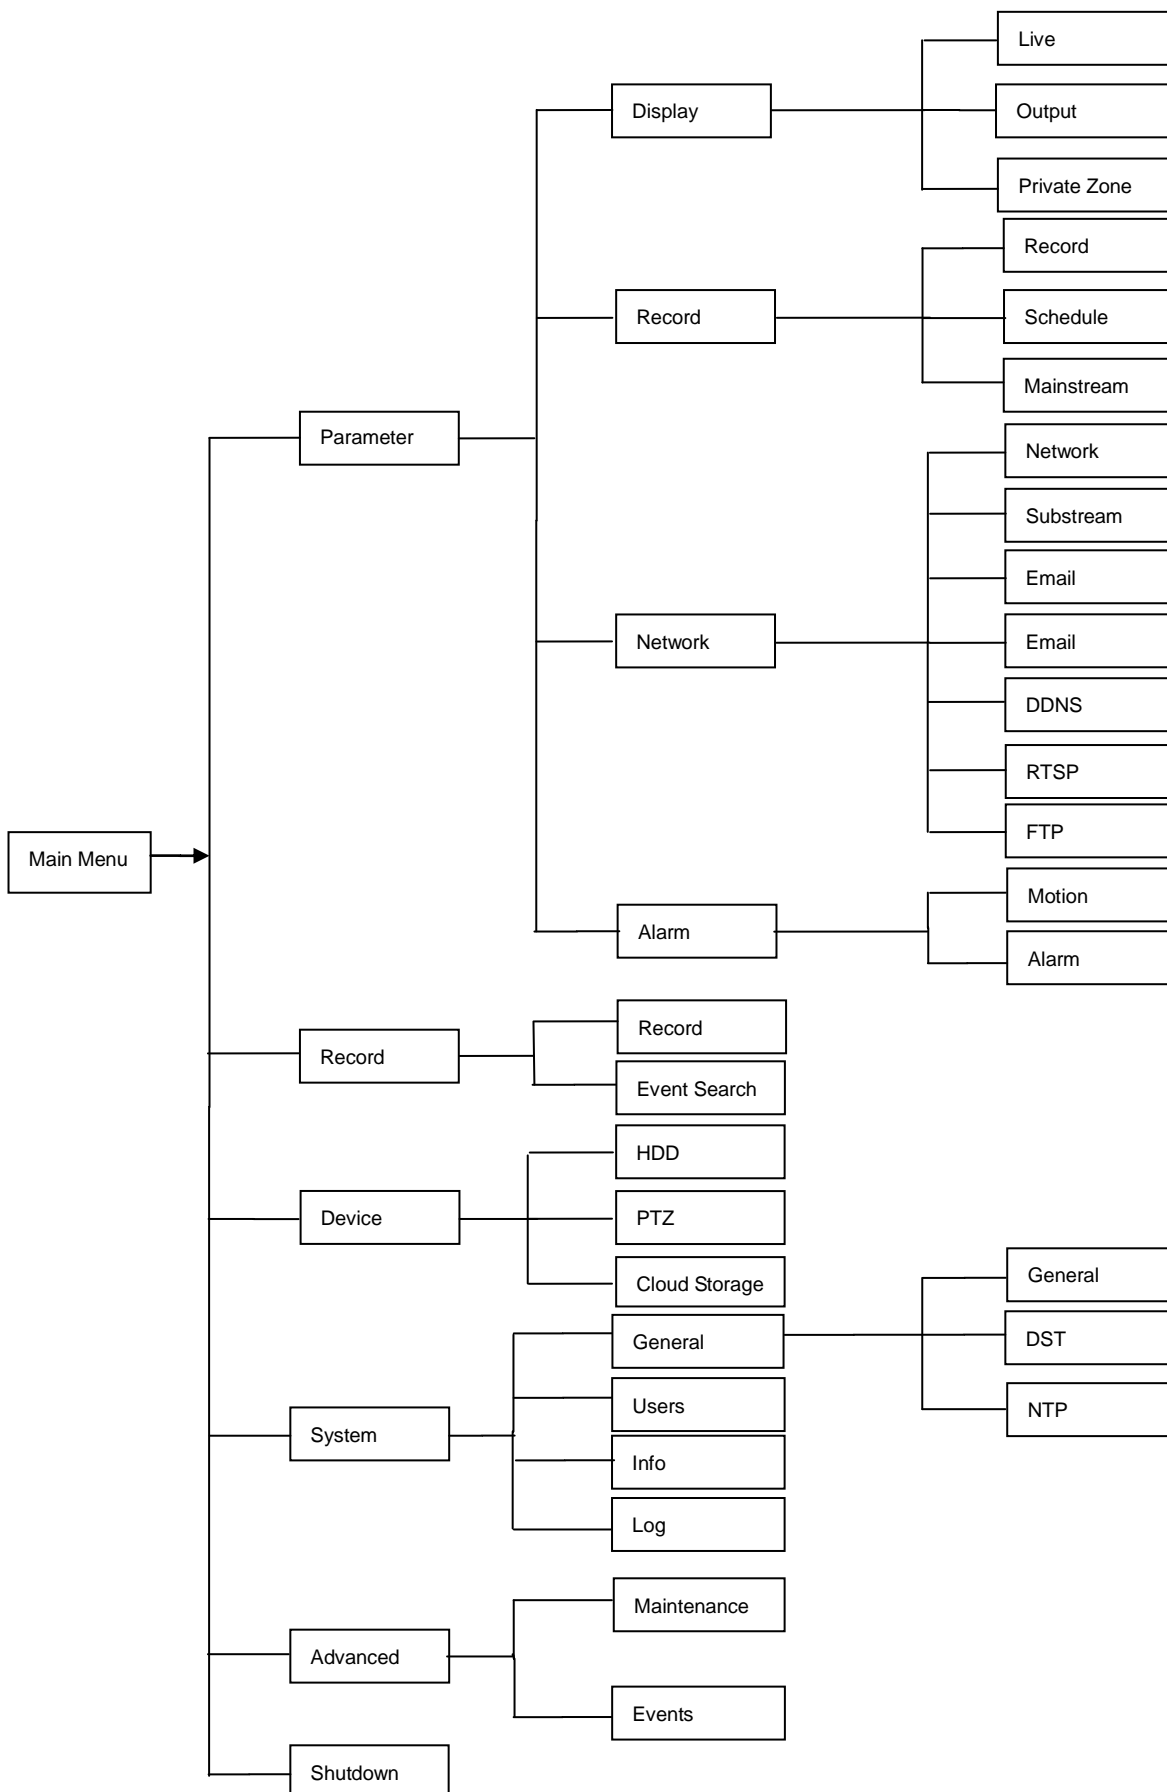 Live
Display
Output
Private Zone
Record
Record
Schedule
Mainstream
Parameter
Network
Substream
Email
Network
Email
DDNS
RTSP
FTP
Main Menu
Motion
Alarm
Alarm
Record
Record
Event Search
HDD
Device
PTZ
Cloud Storage
General
General
DST
Users
NTP
System
Info
Log
Maintenance
Advanced
Events
Shutdown